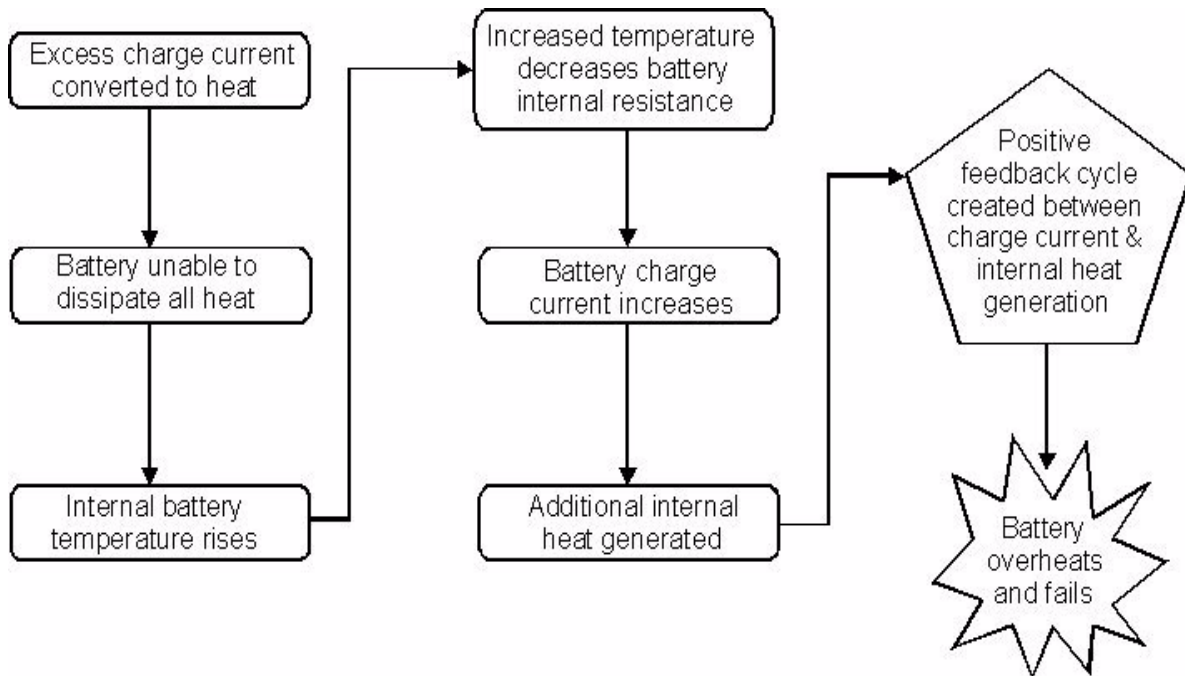 Excess charge current
converted to heat
Battery unable to
dissipate all heat
Internal battery
temperature rises
Increased temperature
decreases battery
internal resistance
Battery charge
current increases
Additional internal
heat generated
Positive
feedback cycle
created between
charge current &
internal heat
generation
Battery
overheats
and fails